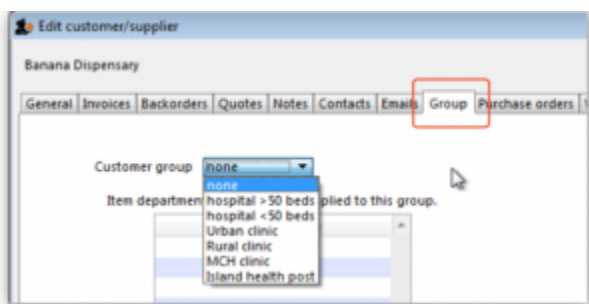 Edit customer/supplier
Banana Dispensary
General Invoices Backorders Quotes Notes Contacts Emails Group Purchase orders
Customer group none
none
Item department plied to this group.
hospital >50 beds
hospital <50 beds
Urban clinic
Rural clinic
MCH clinic
Island health post